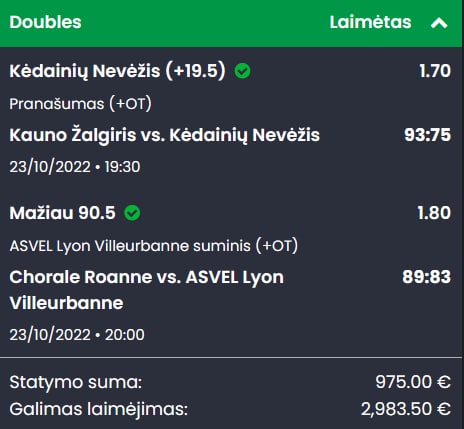 Doubles Laimėtas
Kėdainių Nevėžis (+19.5) 1.70
Pranašumas (+OT)
Kauno Žalgiris vs. Kėdainių Nevėžis 93:75
23/10/2022 • 19:30
Mažiau 90.5 1.80
ASVEL Lyon Villeurbanne suminis (+OT)
Chorale Roanne vs. ASVEL Lyon 89:83
Villeurbanne
23/10/2022 • 20:00
Statymo suma: 975.00 €
Galimas laimėjimas: 2,983.50 €